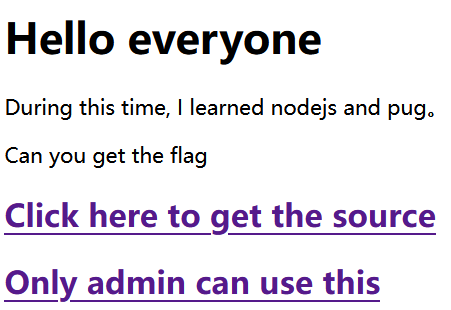 Hello everyone
During this time, I learned nodejs and pug。
Can you get the flag
Click here to get the source
Only admin can use this